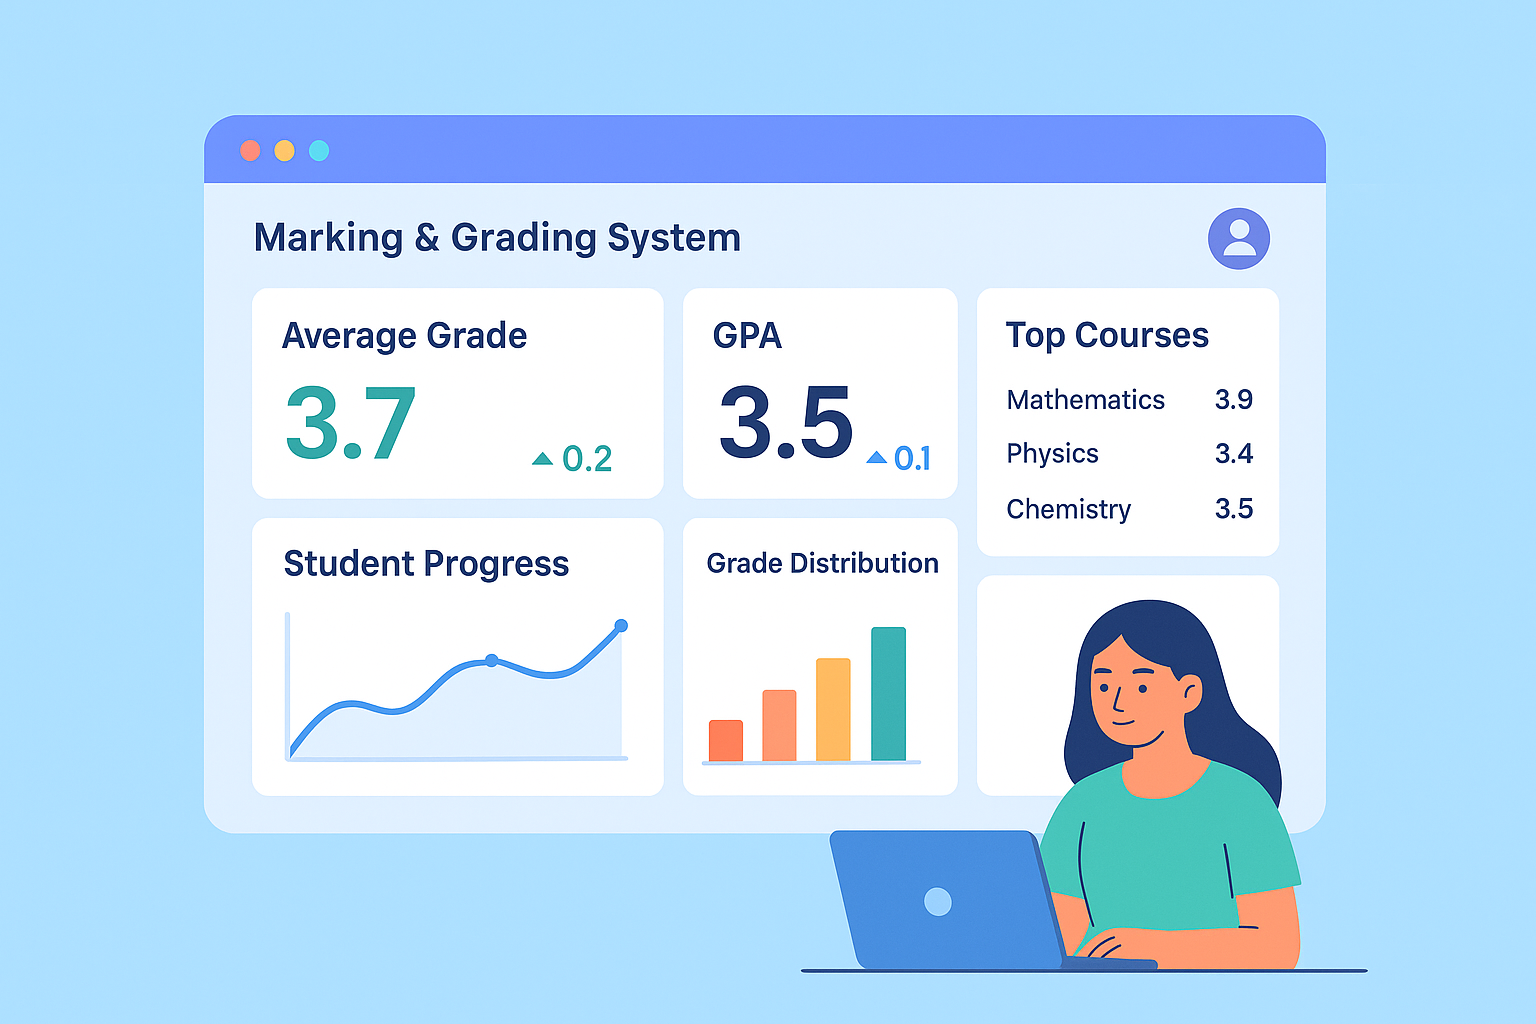 Marking & Grading System
Average Grade
3.7
▲ 0.2
GPA
3.5
▲ 0.1
Top Courses
Mathematics 3.9
Physics 3.4
Chemistry 3.5
Student Progress
Grade Distribution